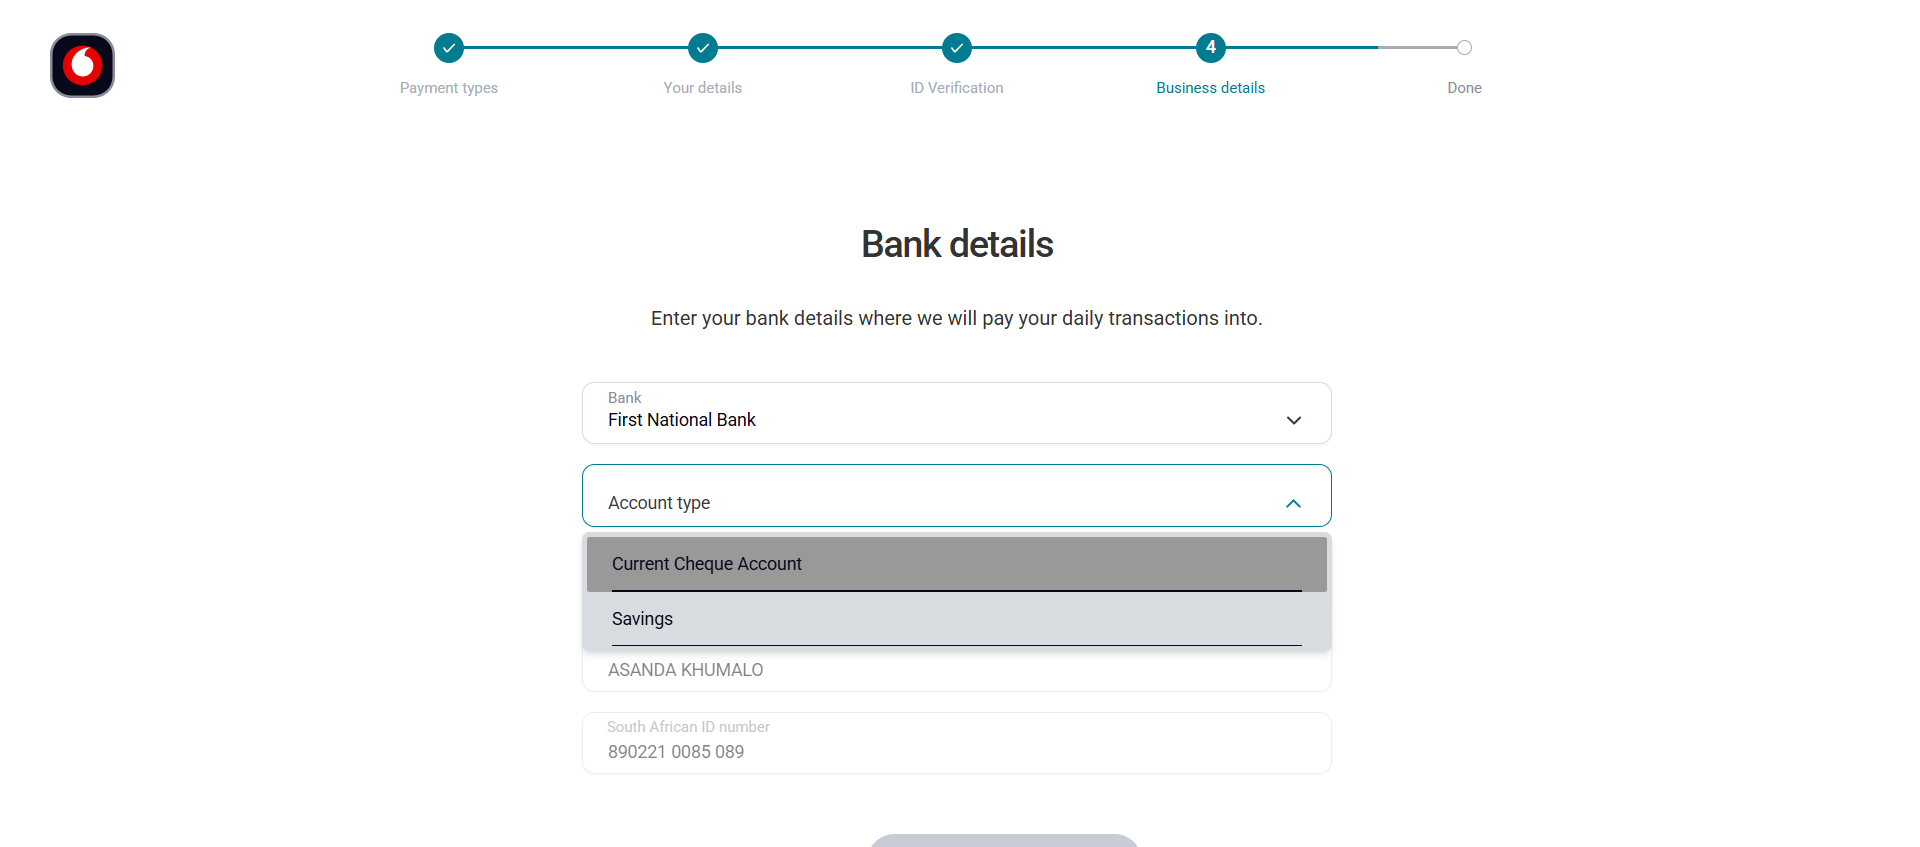 4
Payment types
Your details
ID Verification
Business details
Done
Bank details
Enter your bank details where we will pay your daily transactions into.
Bank
First National Bank
Account type
Current Cheque Account
Savings
ASANDA KHUMALO
South African ID number
890221 0085 089